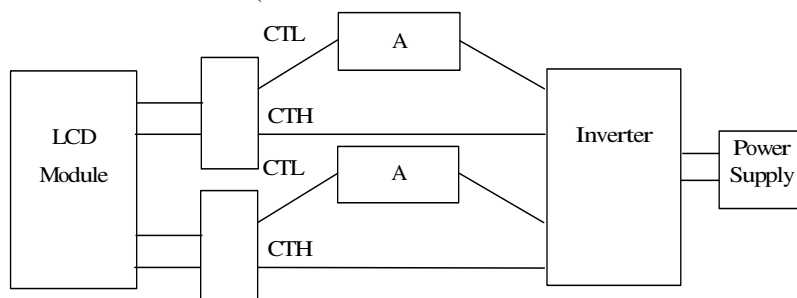 CTL
A
CTH
LCD
Module
Inverter
Power
Supply
CTL
A
CTH